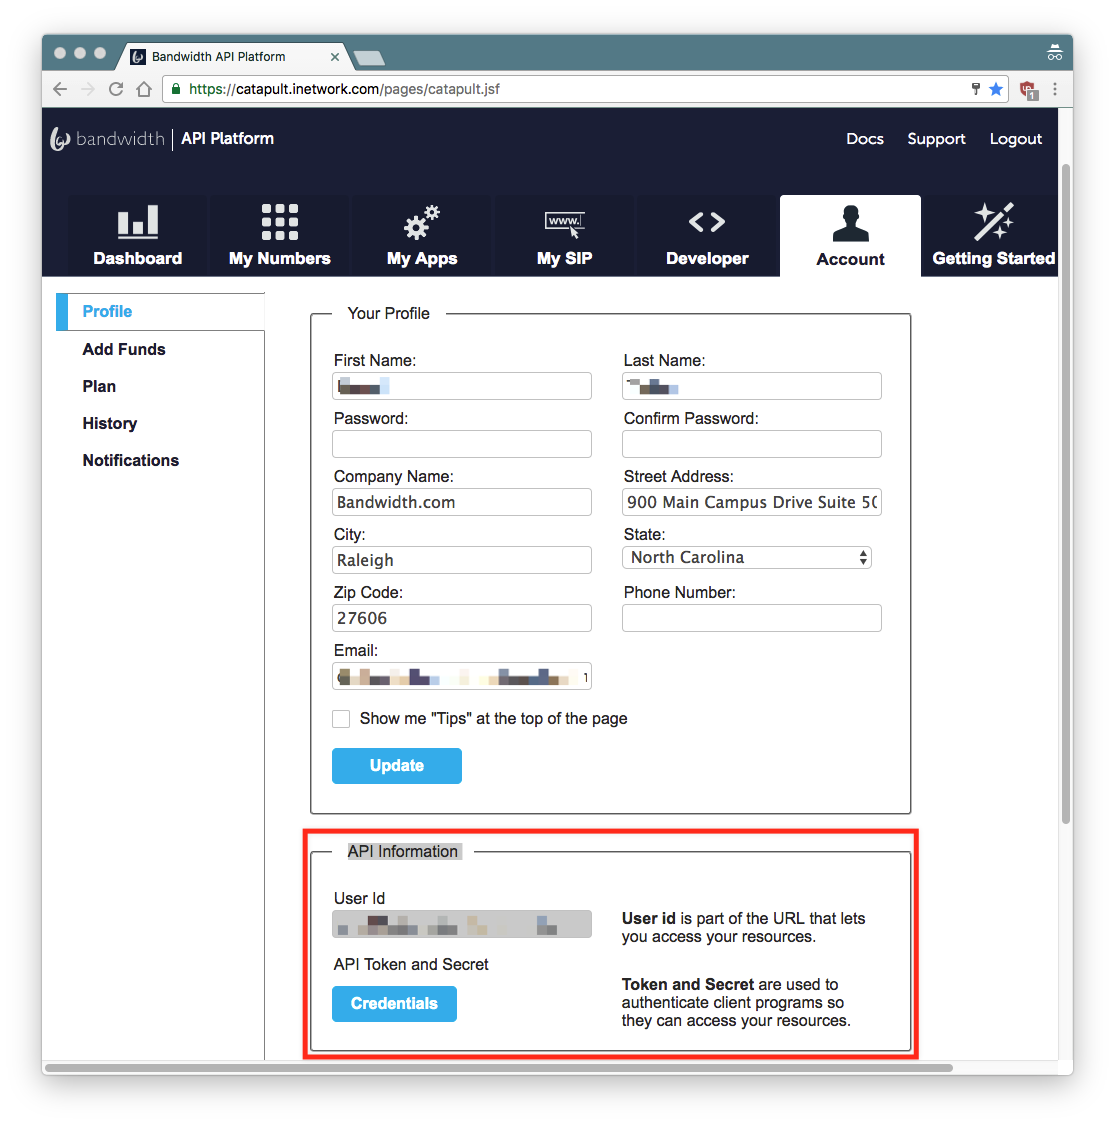 Bandwidth API Platform
https://catapult.inetwork.com/pages/catapult.jsf
1
bandwidth | API Platform
Docs Support Logout
www.
Dashboard My Numbers My Apps My SIP Developer Account Getting Started
Profile
Add Funds
Plan
History
Notifications
Your Profile
First Name: Last Name:
Password: Confirm Password:
Company Name: Street Address:
Bandwidth.com 900 Main Campus Drive Suite 50
City: State:
Raleigh North Carolina
Zip Code: Phone Number:
27606
Email:
Show me "Tips" at the top of the page
Update
API Information
User Id
User id is part of the URL that lets
you access your resources.
API Token and Secret
Credentials
Token and Secret are used to
authenticate client programs so
they can access your resources.